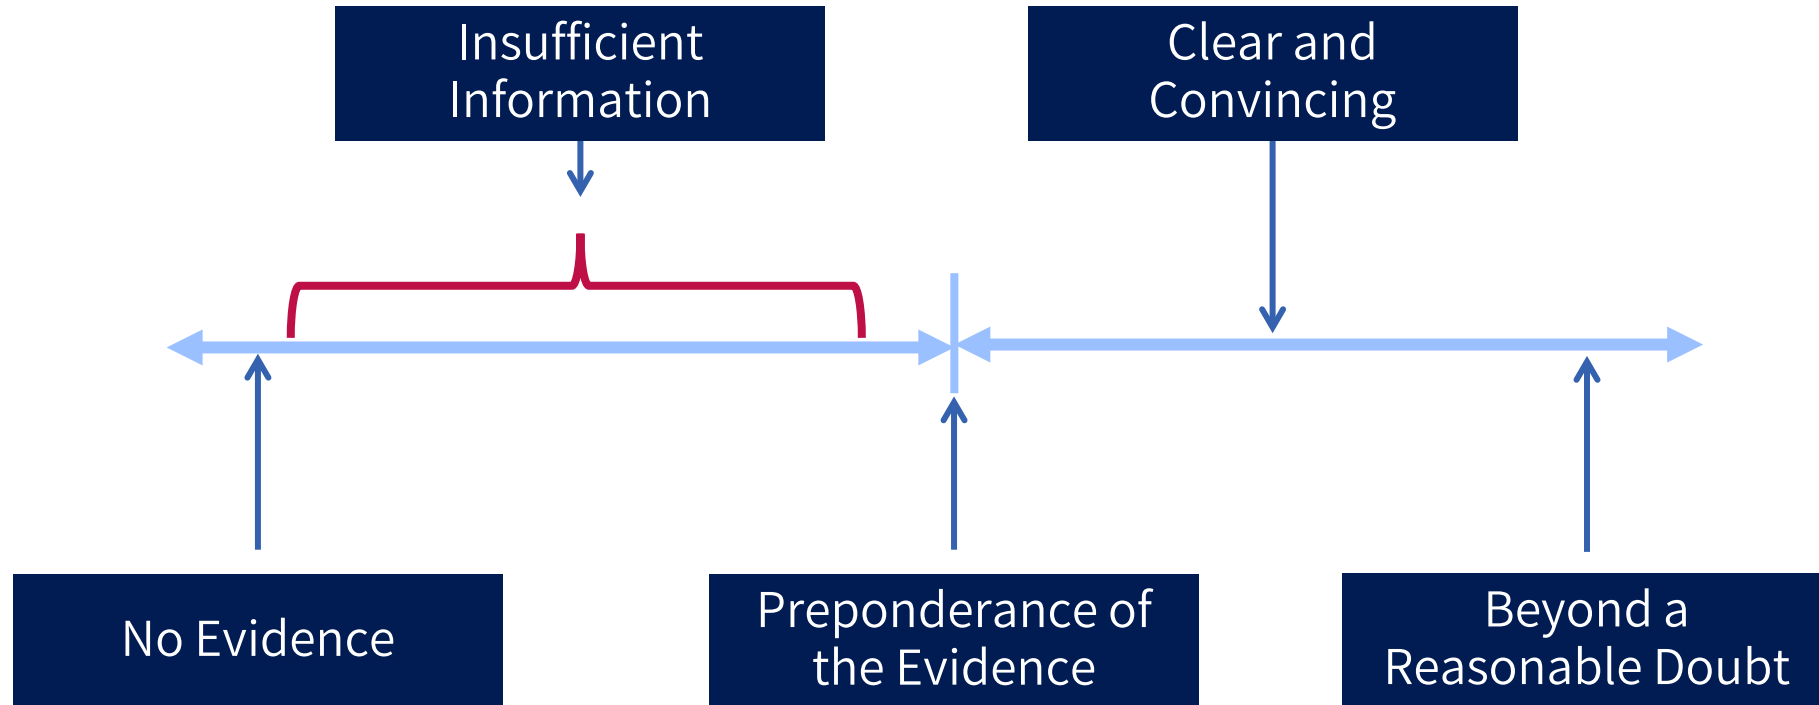 Insufficient
Information
Clear and
Convincing
No Evidence
Preponderance of
the Evidence
Beyond a
Reasonable Doubt